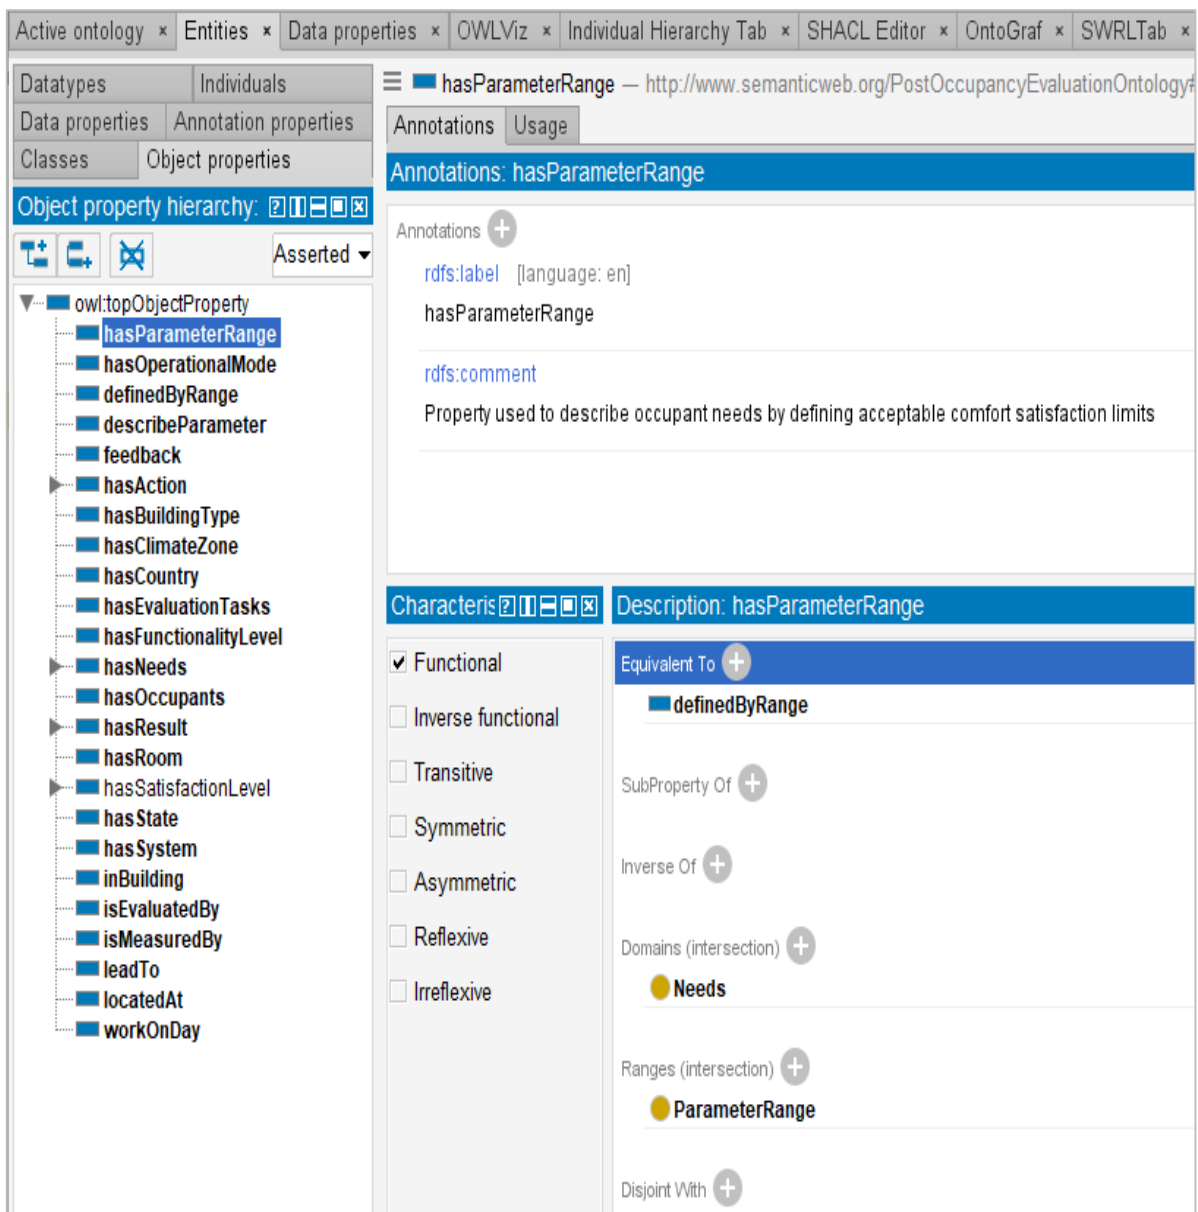 Active ontology × Entities × Data properties × OWLViz × Individual Hierarchy Tab × SHACL Editor × OntoGraf × SWRLTab ×
Datatypes Individuals
Data properties Annotation properties
Classes Object properties
Object property hierarchy:
Asserted
owl:topObjectProperty
hasParameterRange
hasOperationalMode
definedByRange
describeParameter
feedback
hasAction
hasBuildingType
hasClimateZone
hasCountry
hasEvaluationTasks
hasFunctionalityLevel
hasNeeds
hasOccupants
hasResult
hasRoom
hasSatisfactionLevel
hasState
hasSystem
inBuilding
isEvaluatedBy
isMeasuredBy
leadTo
locatedAt
workOnDay
hasParameterRange — http://www.semanticweb.org/PostOccupancyEvaluationOntology#
Annotations Usage
Annotations: hasParameterRange
Annotations
rdfs:label [language: en]
hasParameterRange
rdfs:comment
Property used to describe occupant needs by defining acceptable comfort satisfaction limits
Characteris
Functional
Inverse functional
Transitive
Symmetric
Asymmetric
Reflexive
Irreflexive
Description: hasParameterRange
Equivalent To
definedByRange
SubProperty Of
Inverse Of
Domains (intersection)
Needs
Ranges (intersection)
ParameterRange
Disjoint With